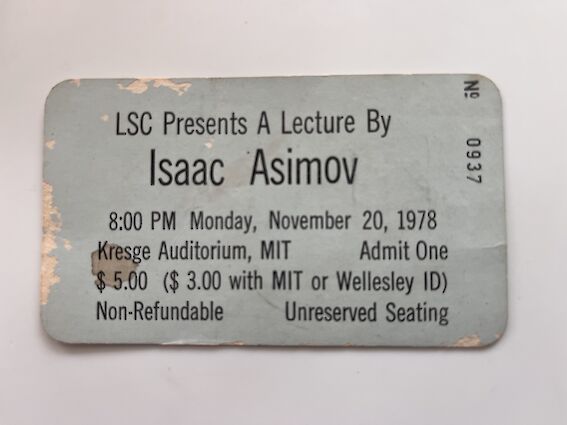 LSC Presents A Lecture By
Isaac Asimov
8:00 PM Monday, November 20, 1978
Kresge Auditorium, MIT Admit One
$ 5.00 ($ 3.00 with MIT or Wellesley ID)
Non-Refundable Unreserved Seating
Nº 0937